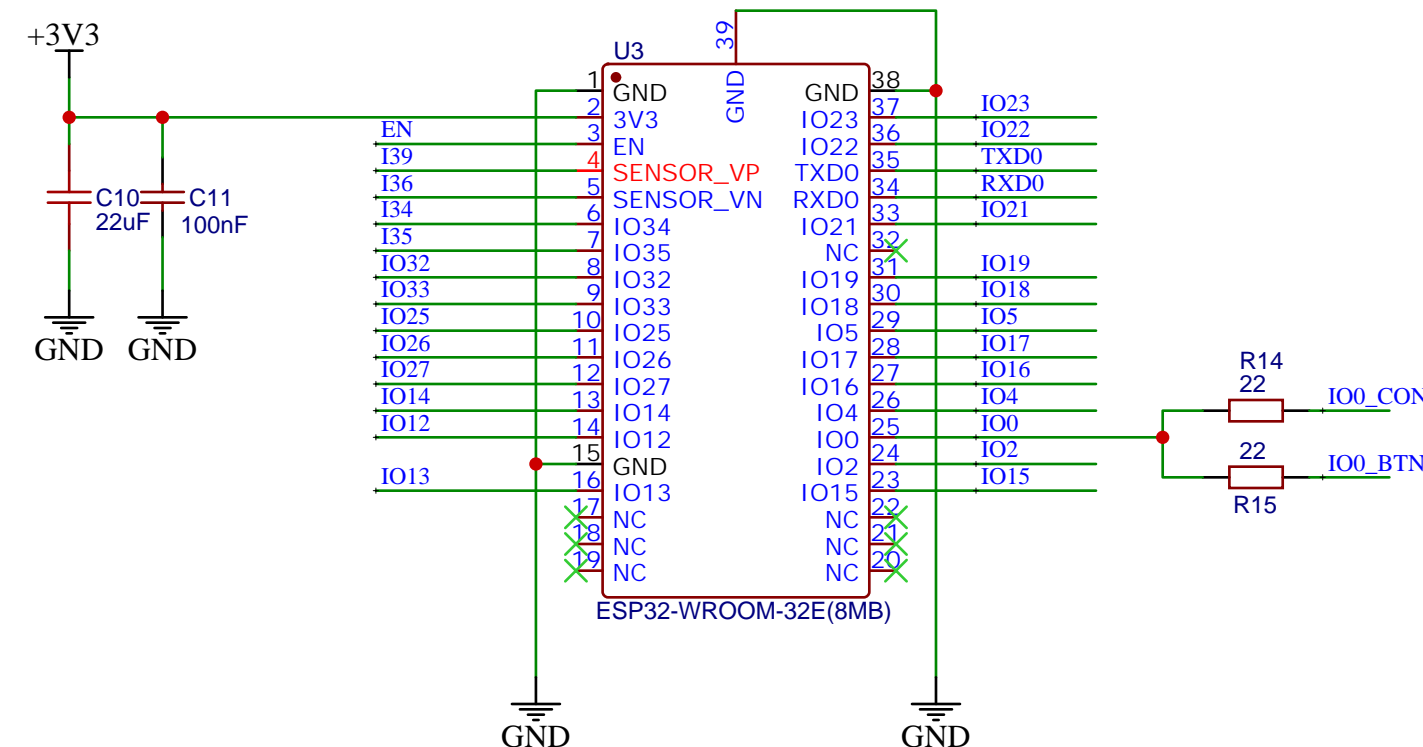 +3V3
C10
22uF
C11
100nF
GND
GND
U3
39
GND
1
GND
2
3V3
EN
3
EN
I39
4
SENSOR_VP
I36
5
SENSOR_VN
I34
6
IO34
I35
7
IO35
IO32
8
IO32
IO33
9
IO33
IO25
10
IO25
IO26
11
IO26
IO27
12
IO27
IO14
13
IO14
IO12
14
IO12
15
GND
IO13
16
IO13
17
NC
18
NC
19
NC
38
GND
37
IO23
IO23
36
IO22
IO22
35
TXD0
TXD0
34
RXD0
RXD0
33
IO21
IO21
32
NC
31
IO19
IO19
30
IO18
IO18
29
IO5
IO5
28
IO17
IO17
27
IO16
IO16
26
IO4
IO4
25
IO0
IO0
24
IO2
IO2
23
IO15
IO15
22
NC
21
NC
20
NC
ESP32-WROOM-32E(8MB)
GND
GND
R14
22
IO0_CON
22
R15
IO0_BTN